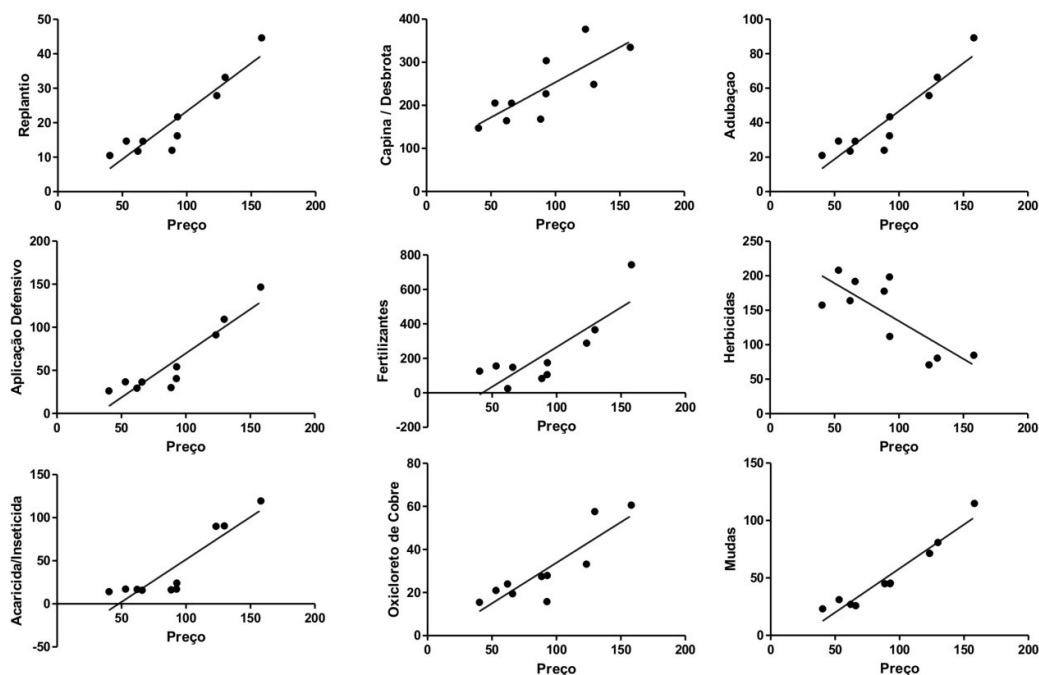 Replantio
50
40
30
20
10
0
0 50 100 150 200
Preço
Capina / Desbrota
400
300
200
100
0
0 50 100 150 200
Preço
Adubaçao
100
80
60
40
20
0
0 50 100 150 200
Preço
Aplicação Defensivo
200
150
100
50
0
0 50 100 150 200
Preço
Fertilizantes
800
600
400
200
0
-200
50 100 150 200
Preço
Herbicidas
250
200
150
100
50
0
0 50 100 150 200
Preço
Acaricida/Inseticida
150
100
50
0
-50
50 100 150 200
Preço
Oxicloreto de Cobre
80
60
40
20
0
0 50 100 150 200
Preço
Mudas
150
100
50
0
0 50 100 150 200
Preço